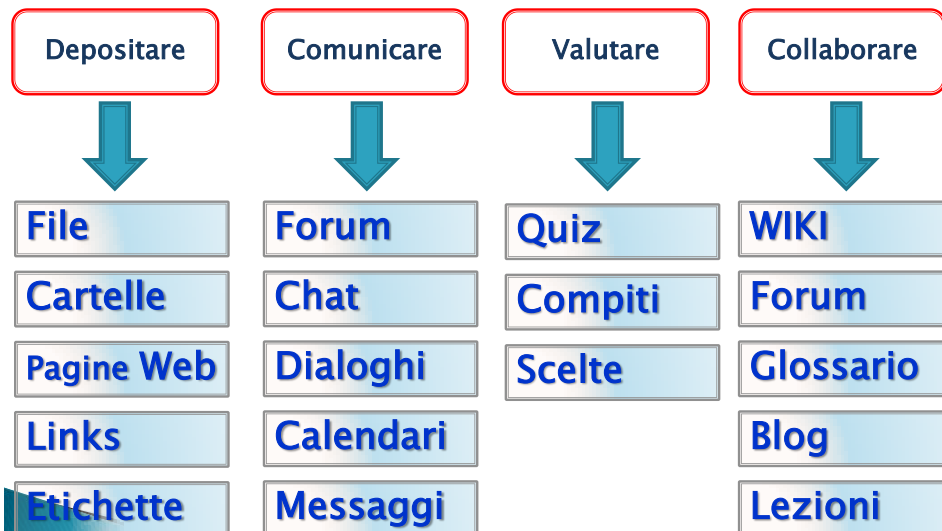 Depositare
Comunicare
Valutare
Collaborare
File
Cartelle
Pagine Web
Links
Etichette
Forum
Chat
Dialoghi
Calendari
Messaggi
Quiz
Compiti
Scelte
WIKI
Forum
Glossario
Blog
Lezioni